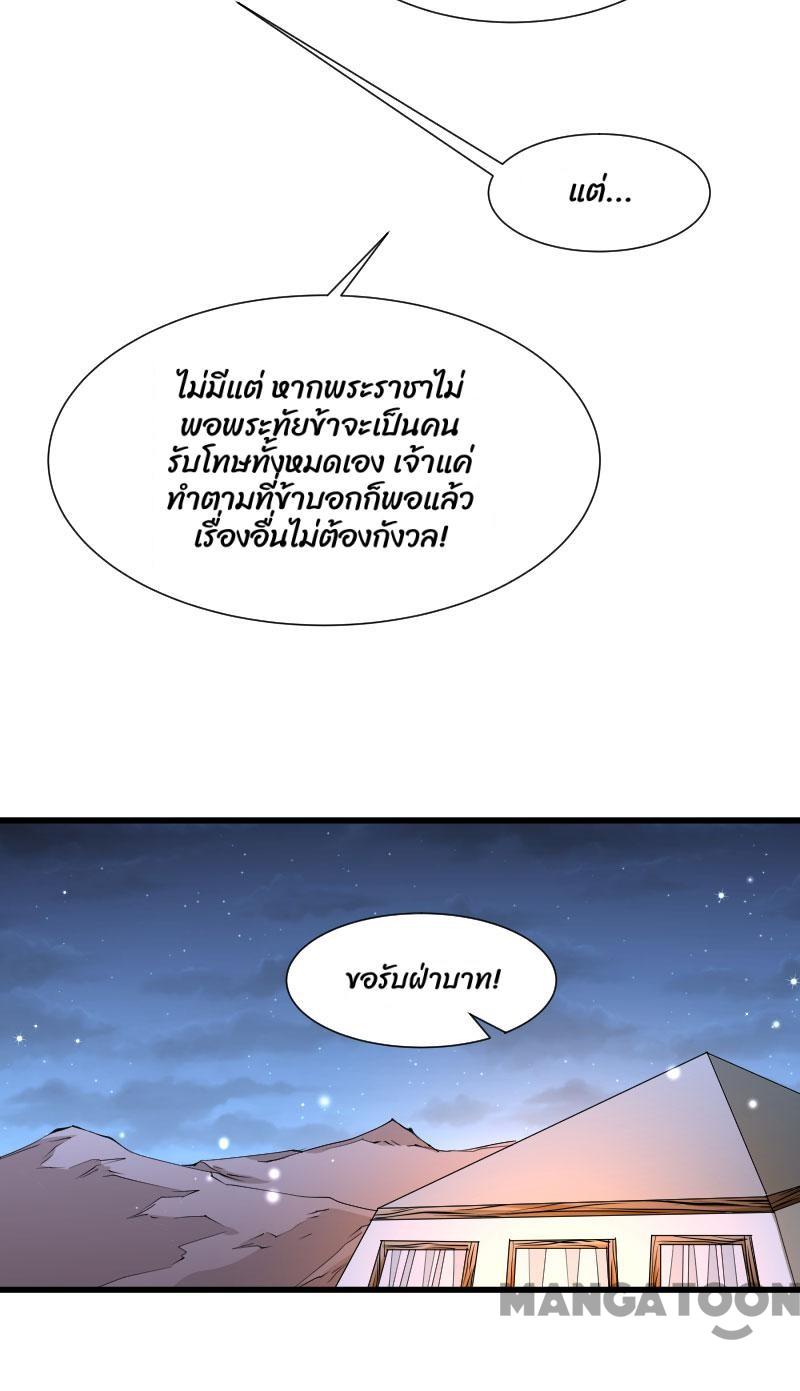 แต่...
ไม่มีแต่ หากพระราชาไม่
พอพระทัยข้าจะเป็นคน
รับโทษทั้งหมดเอง เจ้าแค่
ทำตามที่ข้าบอกก็พอแล้ว
เรื่องอื่นไม่ต้องกังวล!
ขอรับฝ่าบาท!
MANGATOON